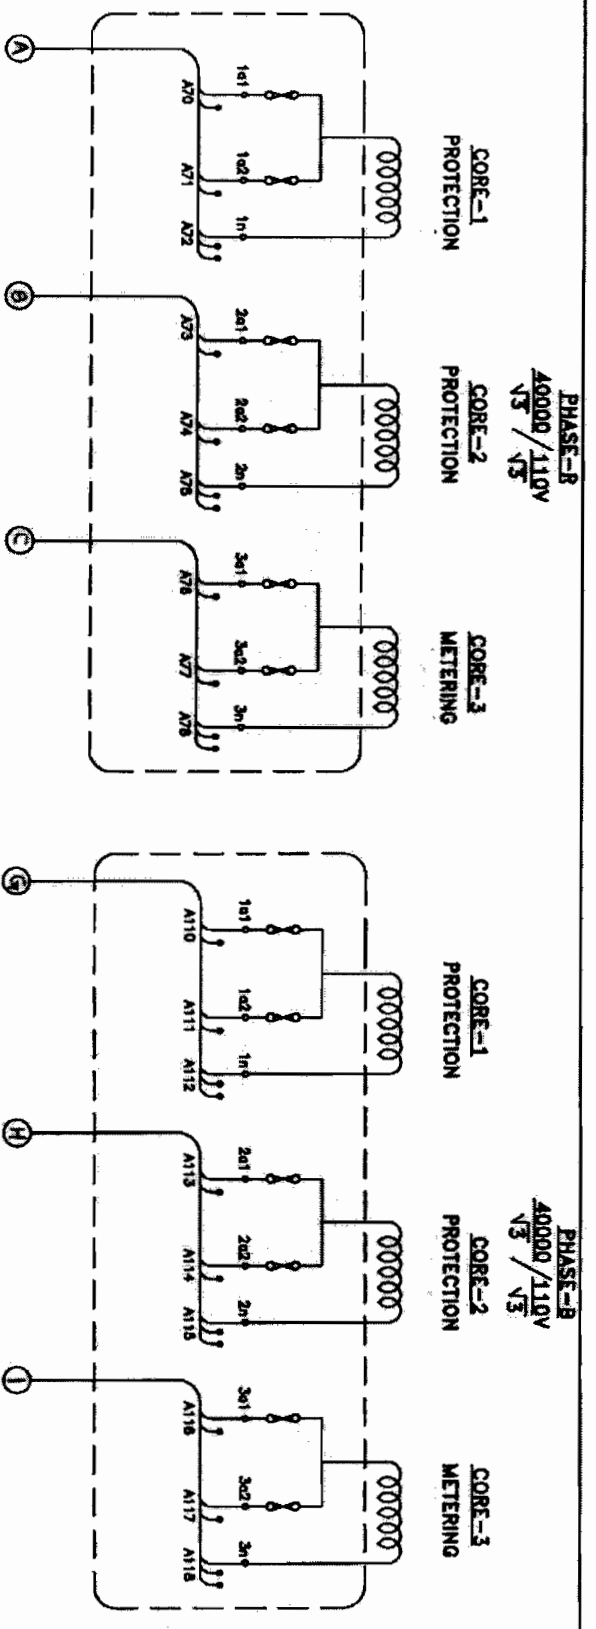 PHASE-R
40000 / 110V
√3 √3
CORE-1
PROTECTION
CORE-2
PROTECTION
CORE-3
METERING
1a1
1a2
1n
2a1
2a2
2n
3a1
3a2
3n
A70
A71
A72
A73
A74
A75
A76
A77
A78
A
B
C
PHASE-B
40000 / 110V
√3 √3
CORE-1
PROTECTION
CORE-2
PROTECTION
CORE-3
METERING
1a1
1a2
1n
2a1
2a2
2n
3a1
3a2
3n
A110
A111
A112
A113
A114
A115
A116
A117
A118
G
H
I